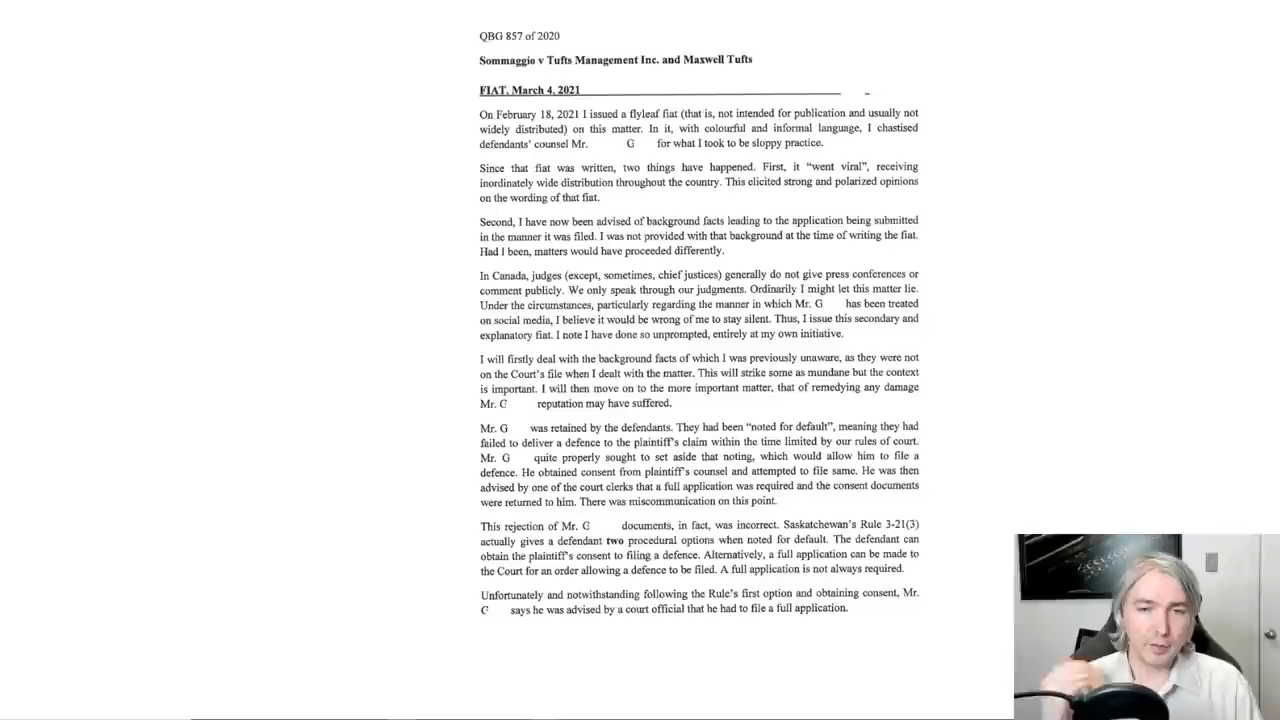 QBG 857 of 2020
Sommaggio v Tufts Management Inc. and Maxwell Tufts
FIAT, March 4, 2021
On February 18, 2021 I issued a flyleaf fiat (that is, not intended for publication and usually not
widely distributed) on this matter. In it, with colourful and informal language, I chastised
defendants' counsel Mr. G for what I took to be sloppy practice.
Since that fiat was written, two things have happened. First, it "went viral", receiving
inordinately wide distribution throughout the country. This elicited strong and polarized opinions
on the wording of that fiat.
Second, I have now been advised of background facts leading to the application being submitted
in the manner it was filed. I was not provided with that background at the time of writing the fiat.
Had I been, matters would have proceeded differently.
In Canada, judges (except, sometimes, chief justices) generally do not give press conferences or
comment publicly. We only speak through our judgments. Ordinarily I might let this matter lie.
Under the circumstances, particularly regarding the manner in which Mr. G has been treated
on social media, I believe it would be wrong of me to stay silent. Thus, I issue this secondary and
explanatory fiat. I note I have done so unprompted, entirely at my own initiative.
I will firstly deal with the background facts of which I was previously unaware, as they were not
on the Court's file when I dealt with the matter. This will strike some as mundane but the context
is important. I will then move on to the more important matter, that of remedying any damage
Mr. G reputation may have suffered.
Mr. G was retained by the defendants. They had been "noted for default", meaning they had
failed to deliver a defence to the plaintiff's claim within the time limited by our rules of court.
Mr. G quite properly sought to set aside that noting, which would allow him to file a
defence. He obtained consent from plaintiff's counsel and attempted to file same. He was then
advised by one of the court clerks that a full application was required and the consent documents
were returned to him. There was miscommunication on this point.
This rejection of Mr. G documents, in fact, was incorrect. Saskatchewan's Rule 3-21(3)
actually gives a defendant two procedural options when noted for default. The defendant can
obtain the plaintiff's consent to filing a defence. Alternatively, a full application can be made to
the Court for an order allowing a defence to be filed. A full application is not always required.
Unfortunately and notwithstanding following the Rule's first option and obtaining consent, Mr.
G says he was advised by a court official that he had to file a full application.